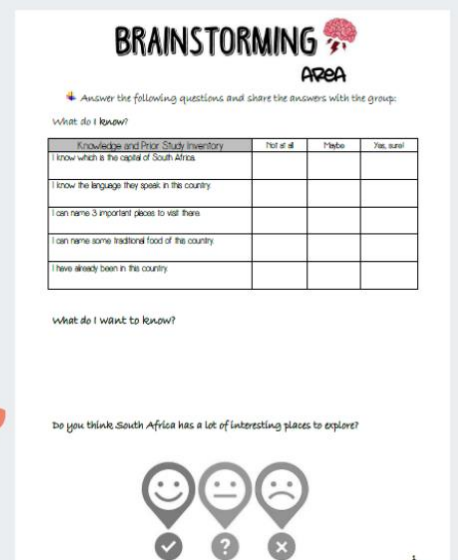 BRAINSTORMING
AREA
Answer the following questions and share the answers with the group:
What do I know?
Knowledge and Prior Study Inventory Not at all Maybe Yes, sure!
I know which is the capital of South Africa.
I know the language they speak in this country.
I can name 3 important places to visit there.
I can name some traditional food of this country.
I have already been in this country.
What do I want to know?
Do you think South Africa has a lot of interesting places to explore?
?